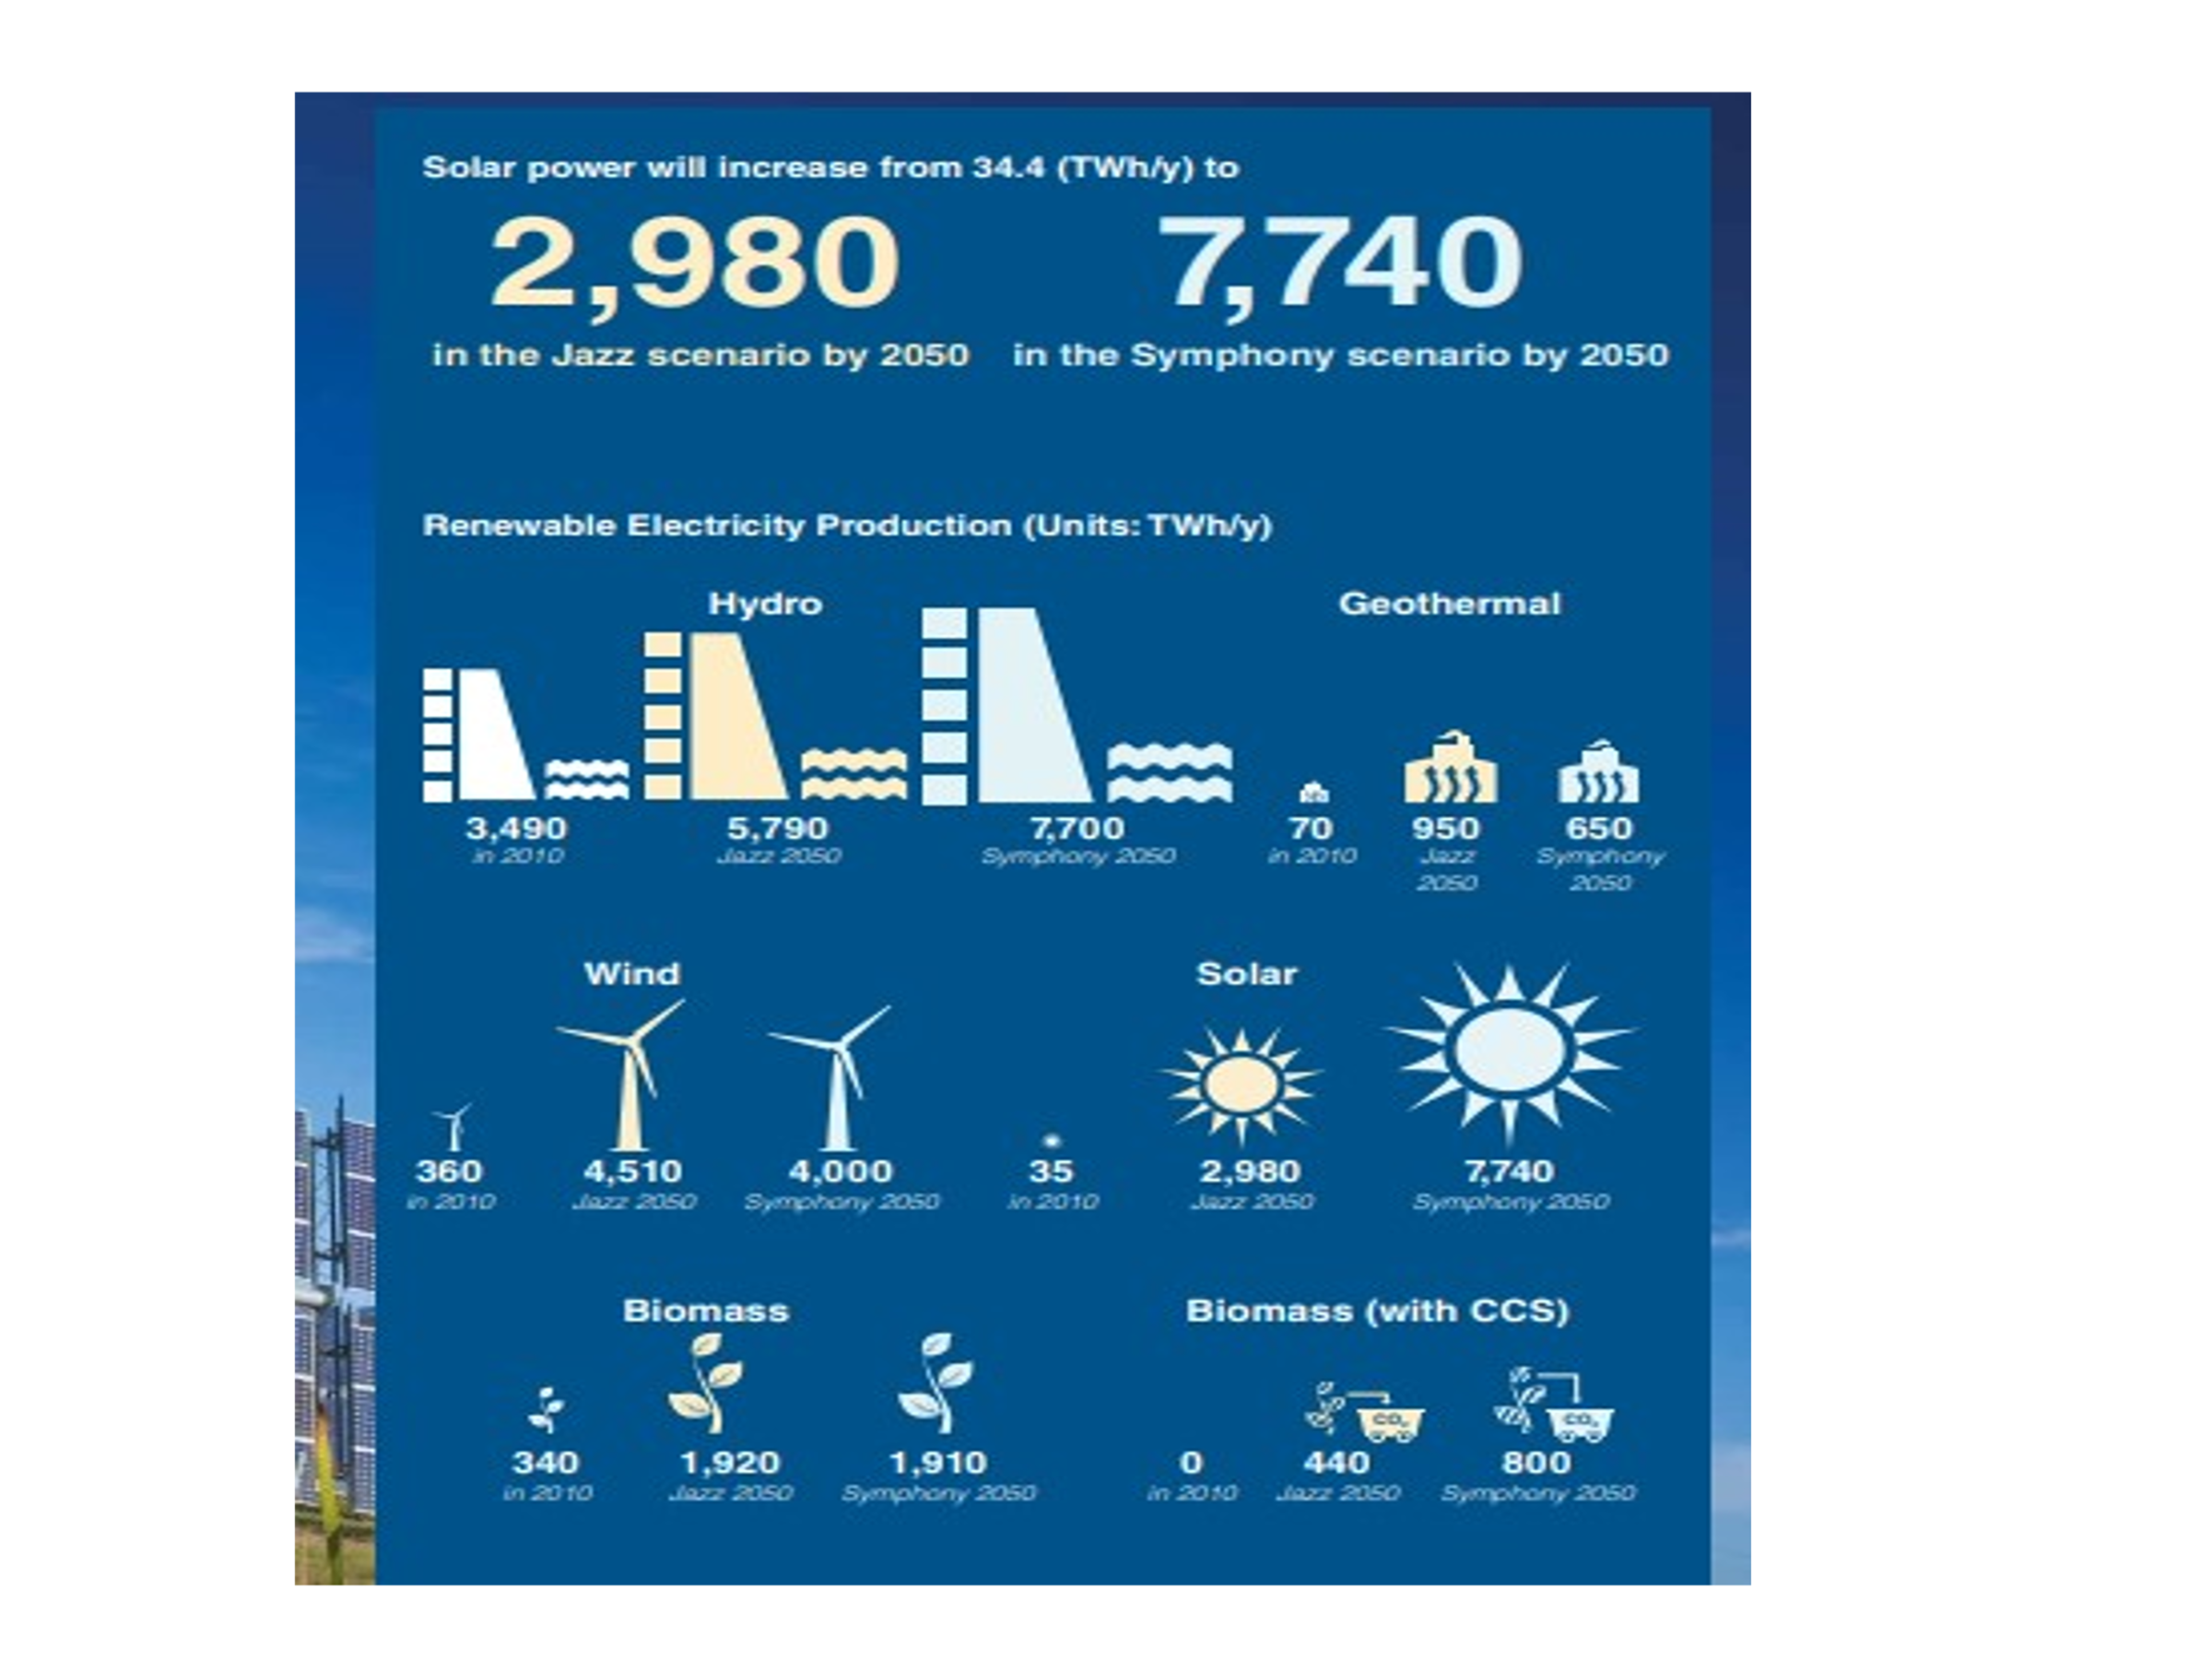 Solar power will increase from 34.4 (TWh/y) to
2,980 7,740
in the Jazz scenario by 2050 in the Symphony scenario by 2050
Renewable Electricity Production (Units: TWh/y)
Hydro Geothermal
3,490 5,790 7,700 70 950 650
in 2010 Jazz 2050 Symphony 2050 in 2010 Jazz Symphony
2050 2050
Wind Solar
360 4,510 4,000 35 2,980 7,740
in 2010 Jazz 2050 Symphony 2050 in 2010 Jazz 2050 Symphony 2050
Biomass Biomass (with CCS)
CO₂ CO₂
340 1,920 1,910 0 440 800
in 2010 Jazz 2050 Symphony 2050 in 2010 Jazz 2050 Symphony 2050